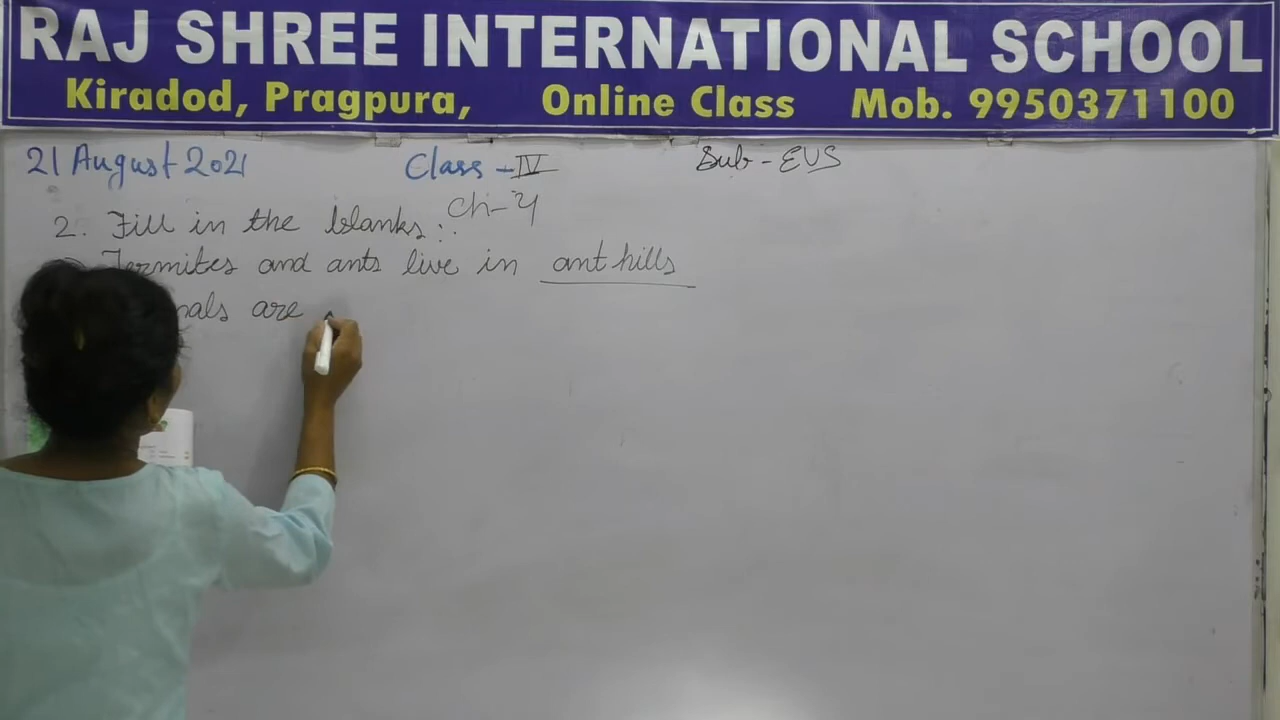 RAJ SHREE INTERNATIONAL SCHOOL
Kiradod, Pragpura, Online Class Mob. 9950371100
21 August 2021 Class - IV Sub - EVS
Ch - 4
2. Fill in the blanks:
Termites and ants live in ant hills
are